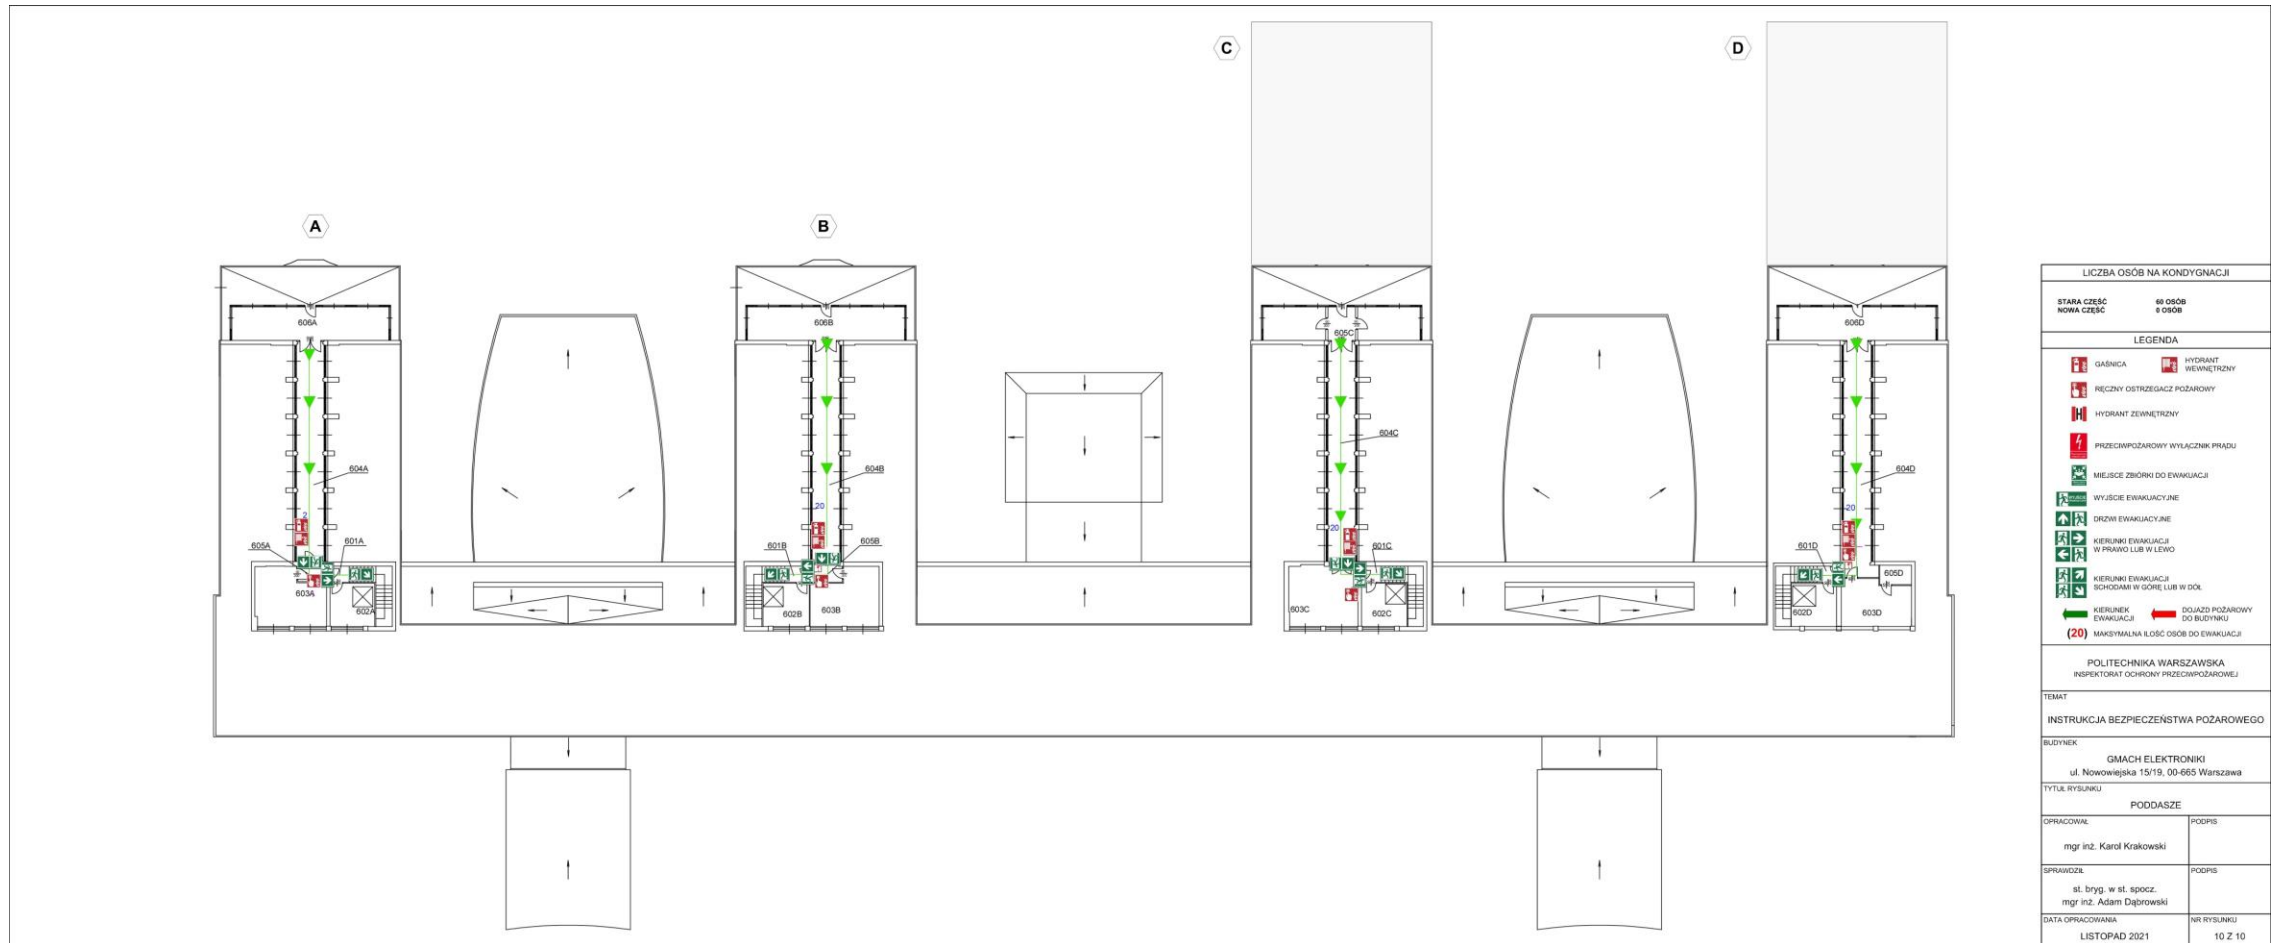 C
D
A
B
606A
606B
605C
606D
604C
604A
604B
604D
2
20
20
20
605A
601A
601B
605B
601C
601D
605D
603A
602A
602B
603B
603C
602C
602D
603D
LICZBA OSÓB NA KONDYGNACJI
STARA CZĘŚĆ 60 OSÓB
NOWA CZĘŚĆ 0 OSÓB
LEGENDA
GAŚNICA
HYDRANT
WEWNĘTRZNY
RĘCZNY OSTRZEGACZ POŻAROWY
H
HYDRANT ZEWNĘTRZNY
PRZECIWPOŻAROWY WYŁĄCZNIK PRĄDU
MIEJSCE ZBIÓRKI DO EWAKUACJI
WYJŚCIE EWAKUACYJNE
DRZWI EWAKUACYJNE
KIERUNKI EWAKUACJI
W PRAWO LUB W LEWO
KIERUNKI EWAKUACJI
SCHODAMI W GÓRĘ LUB W DÓŁ
KIERUNEK
EWAKUACJI
DOJAZD POŻAROWY
DO BUDYNKU
(20) MAKSYMALNA ILOŚĆ OSÓB DO EWAKUACJI
POLITECHNIKA WARSZAWSKA
INSPEKTORAT OCHRONY PRZECIWPOŻAROWEJ
TEMAT
INSTRUKCJA BEZPIECZEŃSTWA POŻAROWEGO
BUDYNEK
GMACH ELEKTRONIKI
ul. Nowowiejska 15/19, 00-665 Warszawa
TYTUŁ RYSUNKU
PODDASZE
OPRACOWAŁ
PODPIS
mgr inż. Karol Krakowski
SPRAWDZIŁ
PODPIS
st. bryg. w st. spocz.
mgr inż. Adam Dąbrowski
DATA OPRACOWANIA
NR RYSUNKU
LISTOPAD 2021
10 Z 10